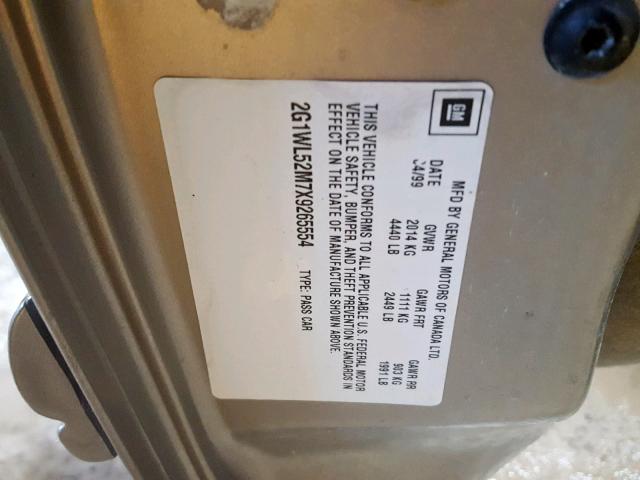 GM
MFD BY GENERAL MOTORS OF CANADA LTD.
DATE GVWR GAWR FRT GAWR RR
04/99 2014 KG 1111 KG 903 KG
4440 LB 2449 LB 1991 LB
THIS VEHICLE CONFORMS TO ALL APPLICABLE U.S. FEDERAL MOTOR
VEHICLE SAFETY, BUMPER, AND THEFT PREVENTION STANDARDS IN
EFFECT ON THE DATE OF MANUFACTURE SHOWN ABOVE.
2G1WL52M7X9265554 TYPE: PASS CAR